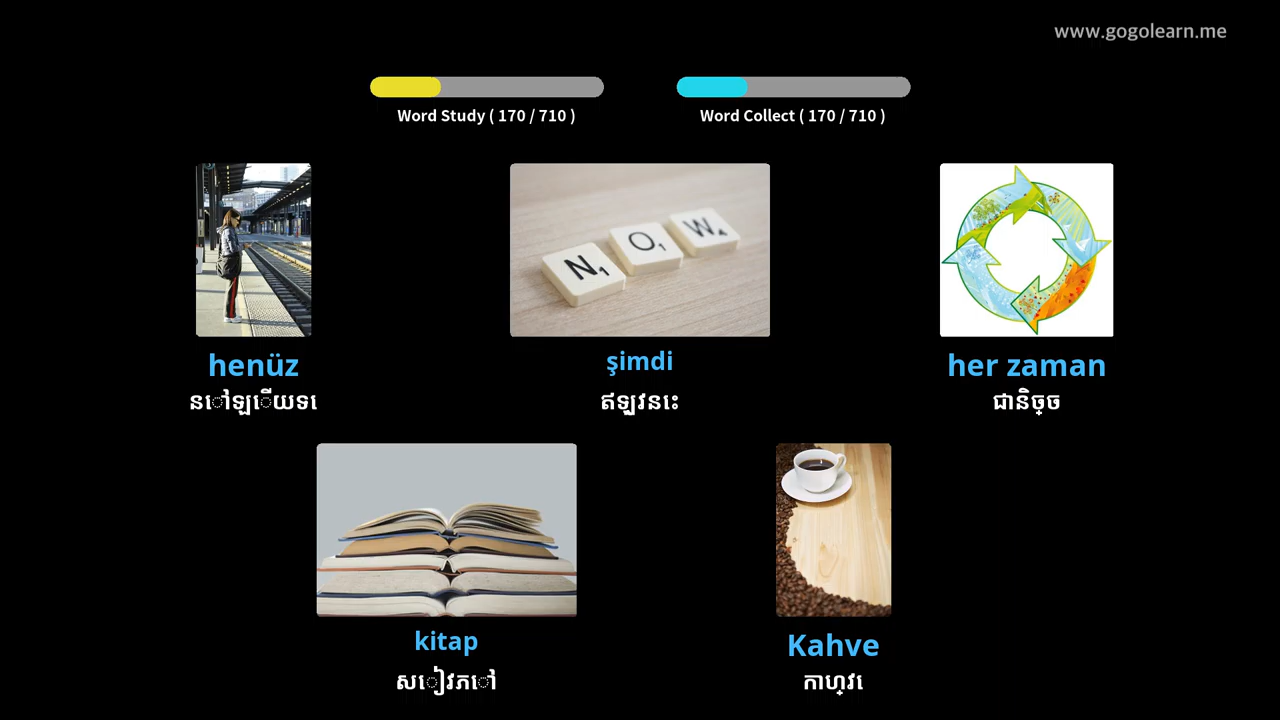 www.gogolearn.me
Word Study ( 170 / 710 )
Word Collect ( 170 / 710 )
henüz
şimdi
her zaman
នៅឡើយទេ
ឥឡូវនេះ
ជានិច្ច
kitap
Kahve
សៀវភៅ
កាហ្វេ